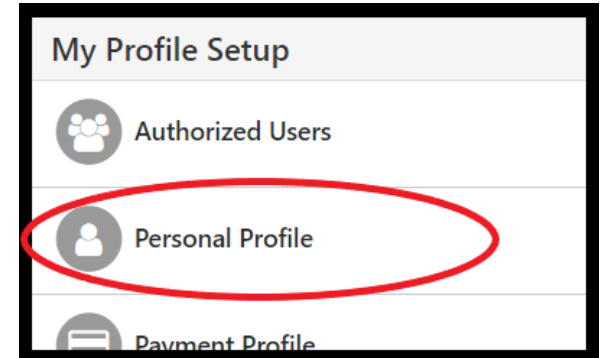 My Profile Setup
Authorized Users
Personal Profile
Payment Profile